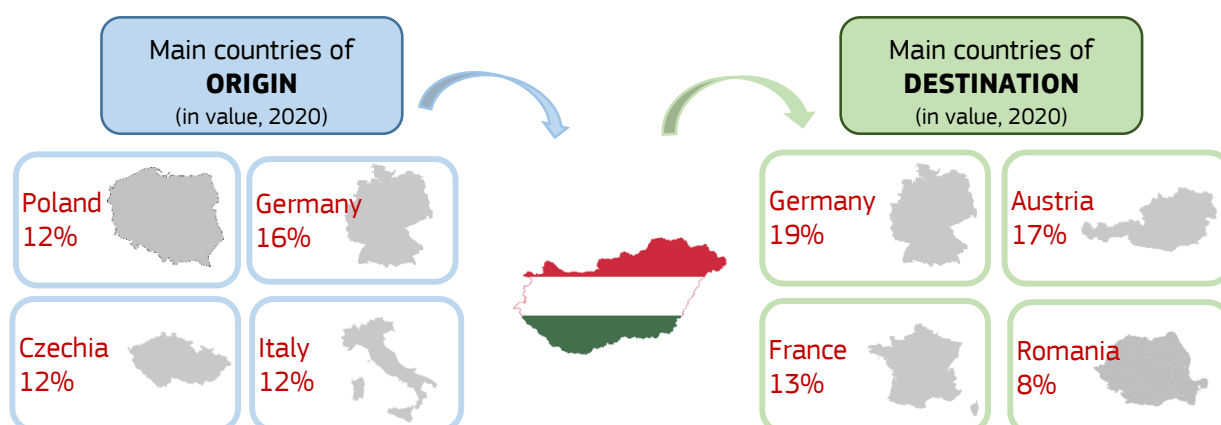 Main countries of
ORIGIN
(in value, 2020)
Poland
12%
Germany
16%
Czechia
12%
Italy
12%
Main countries of
DESTINATION
(in value, 2020)
Germany
19%
Austria
17%
France
13%
Romania
8%